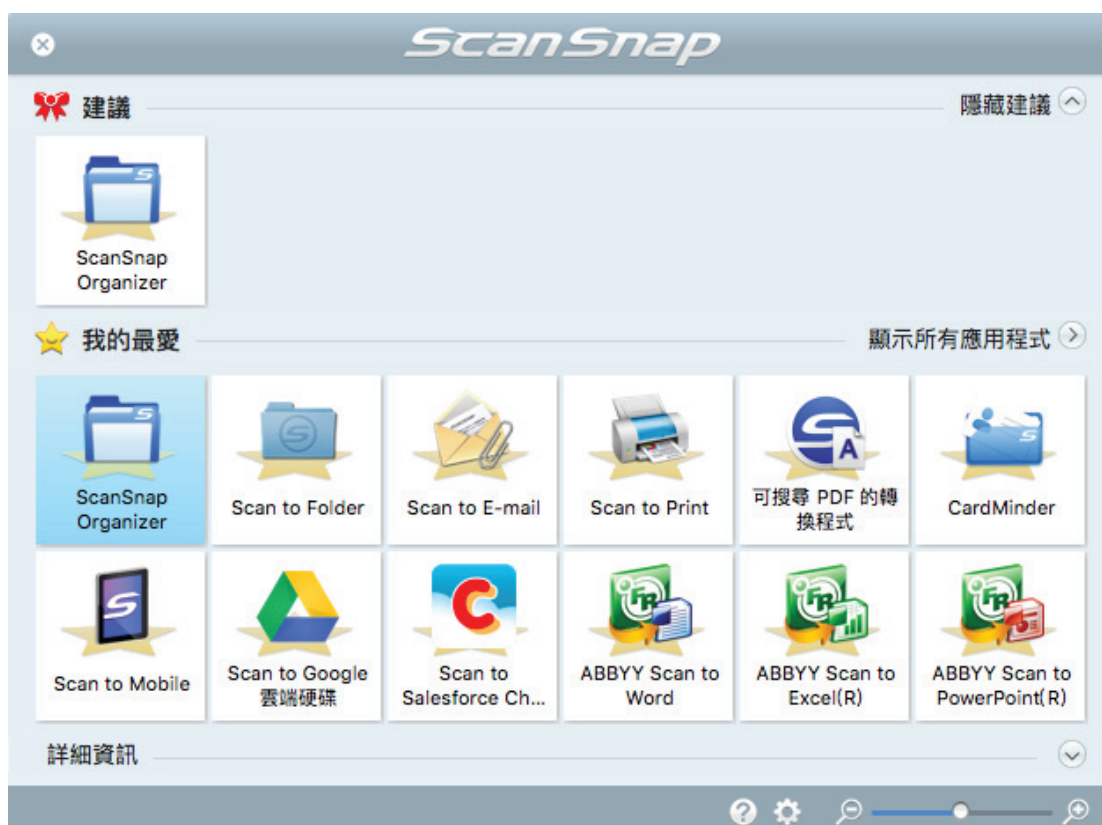 ScanSnap
建議
隱藏建議
ScanSnap
Organizer
我的最愛
顯示所有應用程式
ScanSnap
Organizer
Scan to Folder
Scan to E-mail
Scan to Print
可搜尋 PDF 的轉
換程式
CardMinder
Scan to Mobile
Scan to Google
雲端硬碟
Scan to
Salesforce Ch...
ABBYY Scan to
Word
ABBYY Scan to
Excel(R)
ABBYY Scan to
PowerPoint(R)
詳細資訊